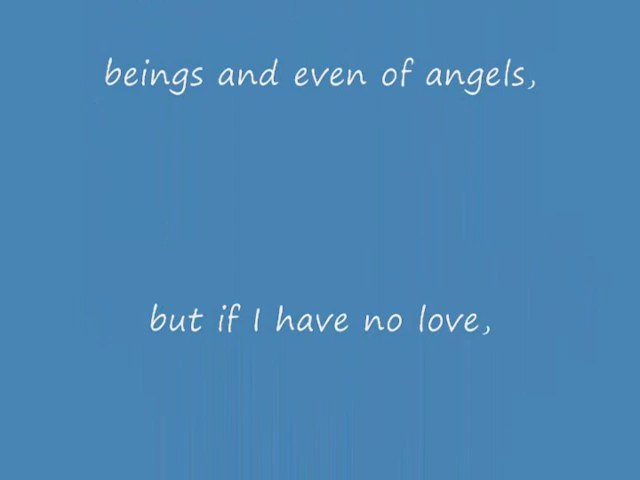 beings and even of angels,
but if I have no love,